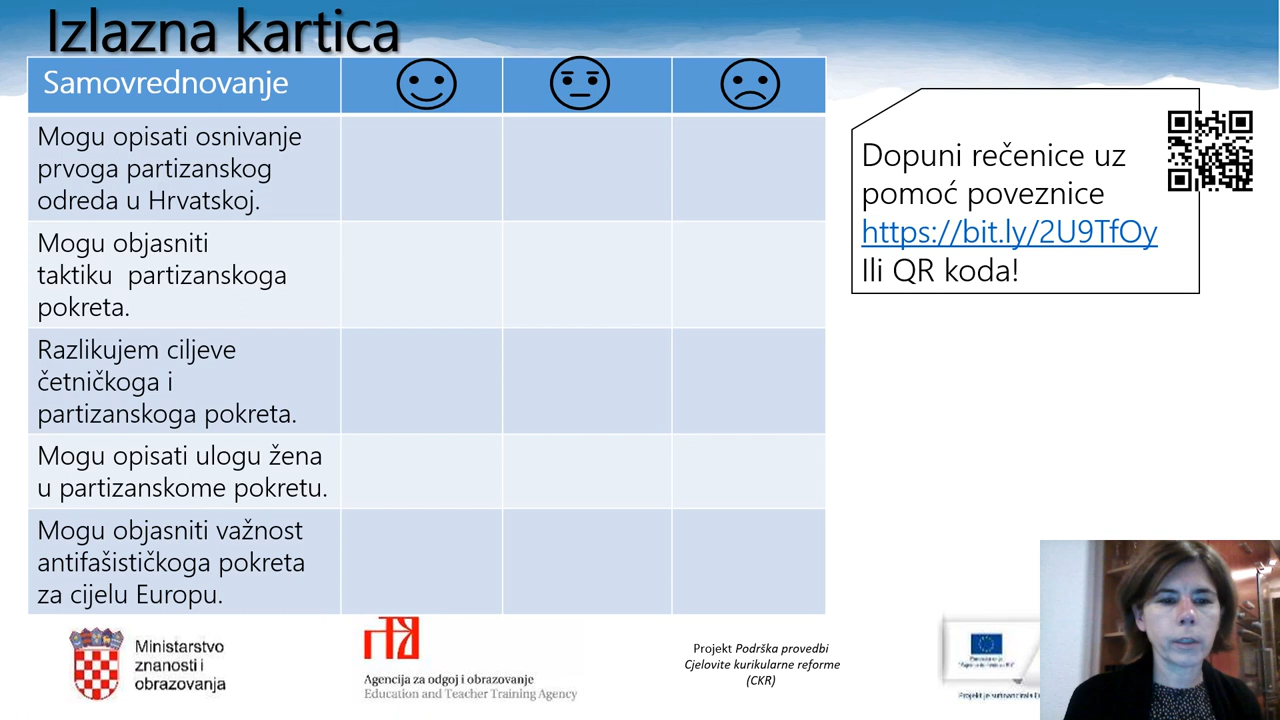 Izlazna kartica
Samovrednovanje
Mogu opisati osnivanje
prvoga partizanskog
odreda u Hrvatskoj.
Mogu objasniti
taktiku partizanskoga
pokreta.
Razlikujem ciljeve
četničkoga i
partizanskoga pokreta.
Mogu opisati ulogu žena
u partizanskome pokretu.
Mogu objasniti važnost
antifašističkoga pokreta
za cijelu Europu.
Dopuni rečenice uz
pomoć poveznice
https://bit.ly/2U9TfOy
Ili QR koda!
Ministarstvo
znanosti i
obrazovanja
Agencija za odgoj i obrazovanje
Education and Teacher Training Agency
Projekt Podrška provedbi
Cjelovite kurikularne reforme
(CKR)
Projekt je sufinancirala